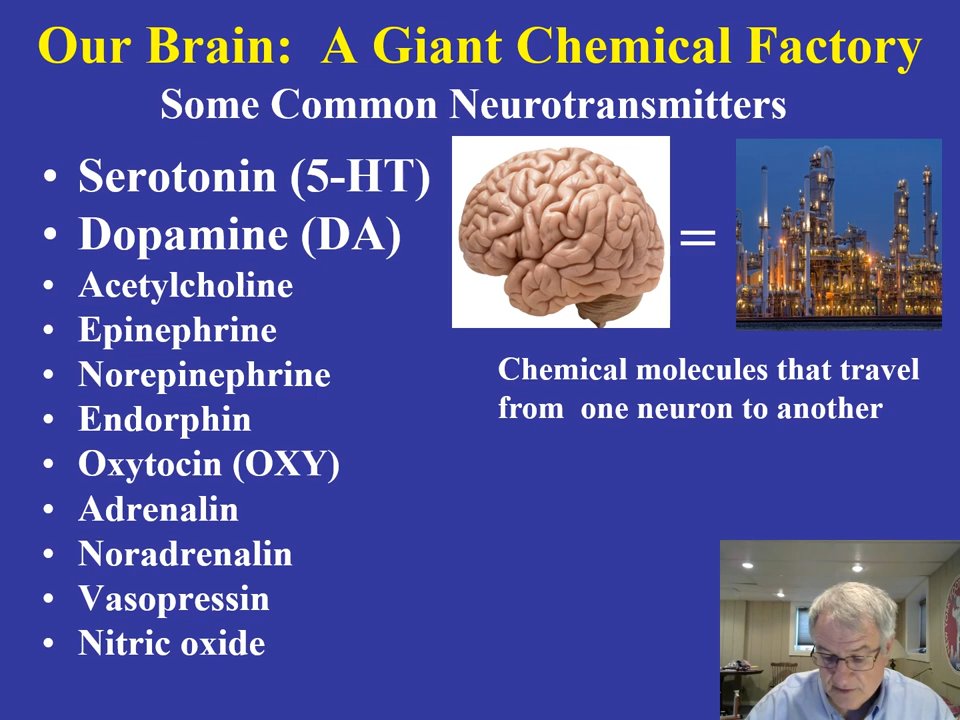 Our Brain: A Giant Chemical Factory
Some Common Neurotransmitters
• Serotonin (5-HT)
• Dopamine (DA)
• Acetylcholine
• Epinephrine
• Norepinephrine
• Endorphin
• Oxytocin (OXY)
• Adrenalin
• Noradrenalin
• Vasopressin
• Nitric oxide
=
Chemical molecules that travel
from one neuron to another